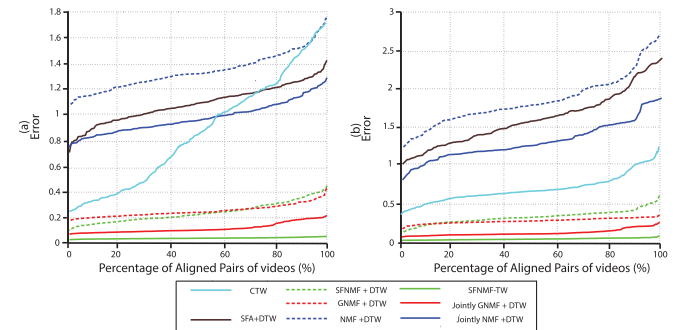 1.8
1.6
1.4
1.2
1
0.8
0.6
0.4
0.2
0
(a)
Error
0 20 40 60 80 100
Percentage of Aligned Pairs of videos (%)
3
2.5
2
1.5
1
0.5
0
(b)
Error
0 20 40 60 80 100
Percentage of Aligned Pairs of videos (%)
CTW SFNMF + DTW SFNMF-TW
GNMF + DTW Jointly GNMF + DTW
SFA+DTW NMF +DTW Jointly NMF +DTW